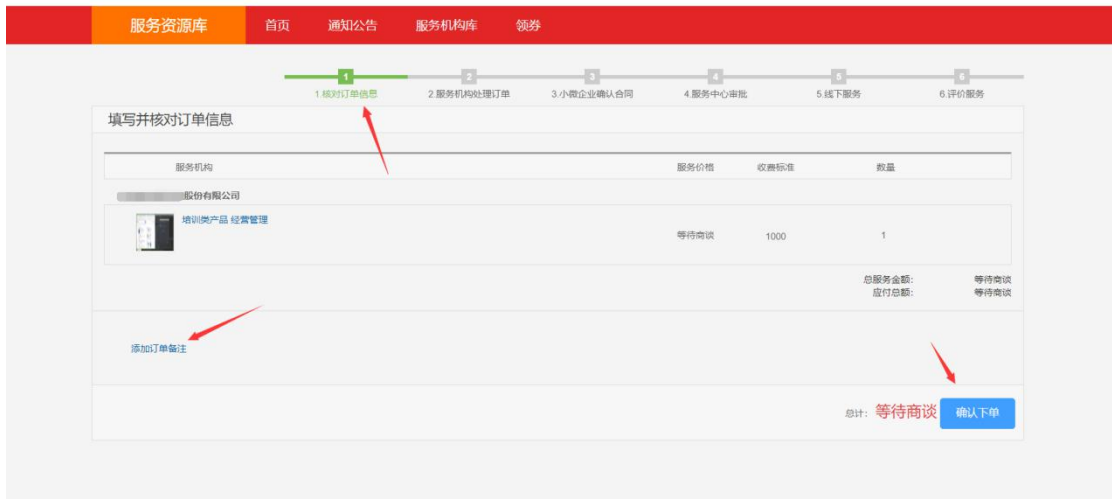 服务资源库 首页 通知公告 服务机构库 领券
1 2 3 4 5 6
1.核对订单信息 2.服务机构处理订单 3.小微企业确认合同 4.服务中心审批 5.线下服务 6.评价服务
填写并核对订单信息
服务机构 服务价格 收费标准 数量
股份有限公司
培训类产品 经营管理
等待商谈 1000 1
总服务金额: 等待商谈
应付总额: 等待商谈
添加订单备注
总计: 等待商谈 确认下单